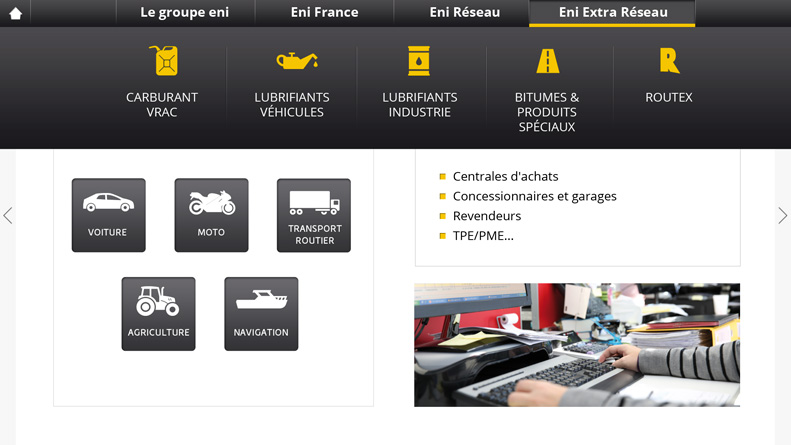 Le groupe eni
Eni France
Eni Réseau
Eni Extra Réseau
CARBURANT
VRAC
LUBRIFIANTS
VÉHICULES
LUBRIFIANTS
INDUSTRIE
BITUMES &
PRODUITS
SPÉCIAUX
ROUTEX
VOITURE
MOTO
TRANSPORT
ROUTIER
AGRICULTURE
NAVIGATION
Centrales d'achats
Concessionnaires et garages
Revendeurs
TPE/PME...